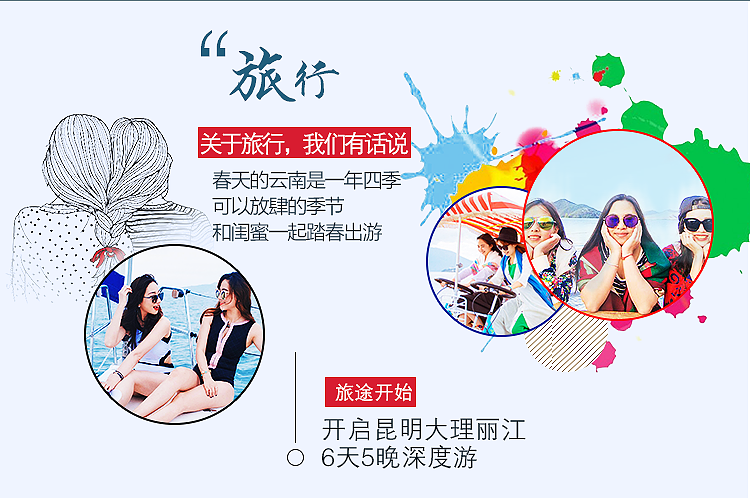 “旅行
关于旅行，我们有话说
春天的云南是一年四季
可以放肆的季节
和闺蜜一起踏春出游
旅途开始
开启昆明大理丽江
6天5晚深度游